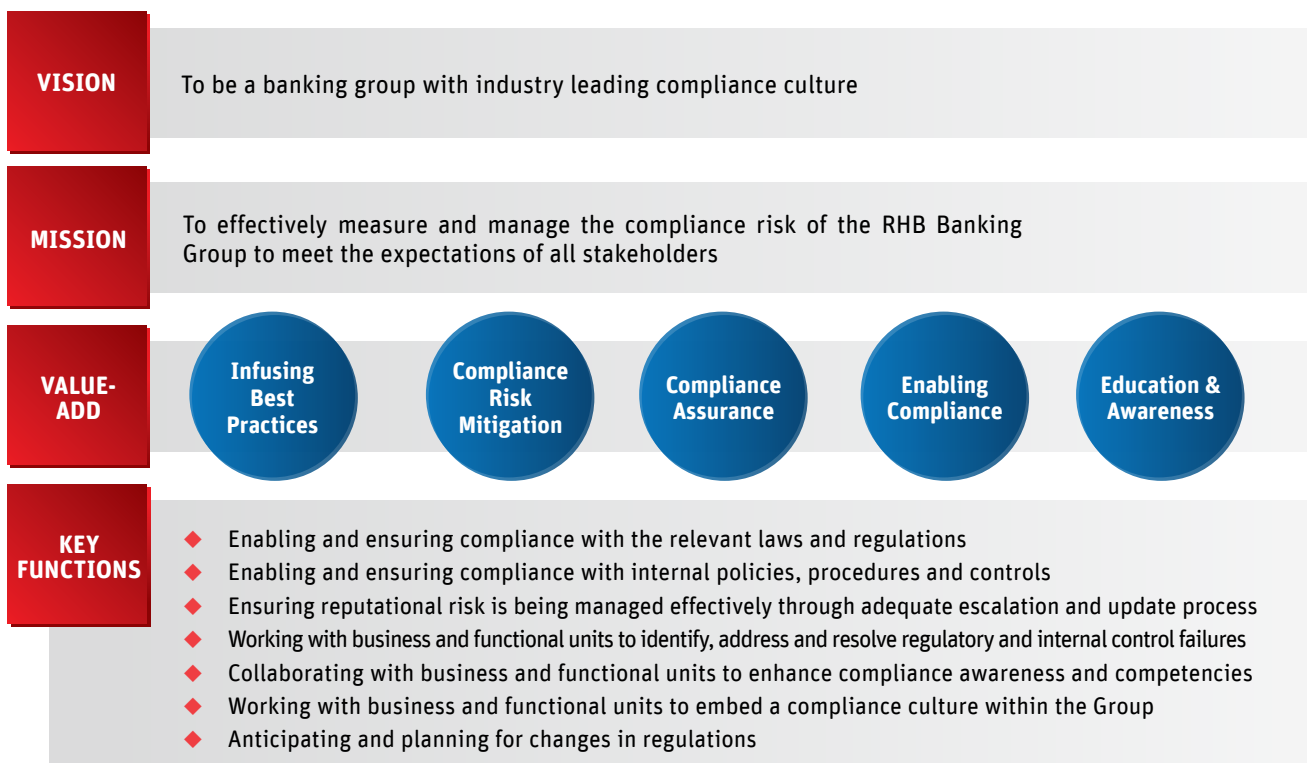 VISION
To be a banking group with industry leading compliance culture
MISSION
To effectively measure and manage the compliance risk of the RHB Banking
Group to meet the expectations of all stakeholders
VALUE-
ADD
Infusing
Best
Practices
Compliance
Risk
Mitigation
Compliance
Assurance
Enabling
Compliance
Education &
Awareness
KEY
FUNCTIONS
Enabling and ensuring compliance with the relevant laws and regulations
Enabling and ensuring compliance with internal policies, procedures and controls
Ensuring reputational risk is being managed effectively through adequate escalation and update process
Working with business and functional units to identify, address and resolve regulatory and internal control failures
Collaborating with business and functional units to enhance compliance awareness and competencies
Working with business and functional units to embed a compliance culture within the Group
Anticipating and planning for changes in regulations